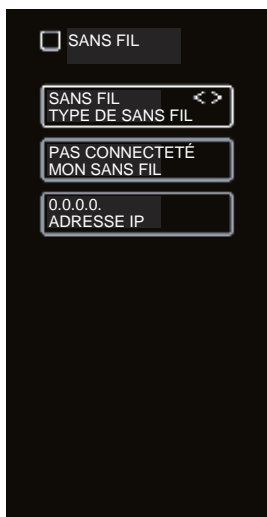 SANS FIL
SANS FIL < >
TYPE DE SANS FIL
PAS CONNECTETÉ
MON SANS FIL
0.0.0.0.
ADRESSE IP